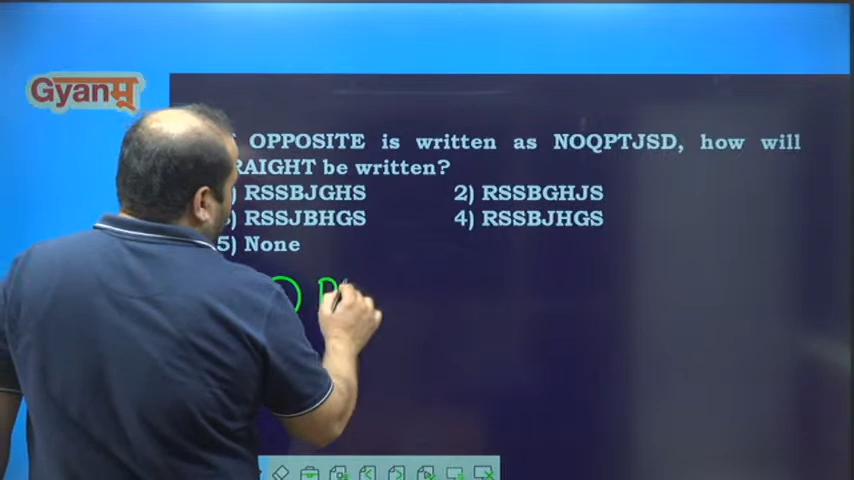 Gyanम्रू
OPPOSITE is written as NOQPTJSD, how will
RAIGHT be written?
) RSSBJGHS 2) RSSBGHJS
3) RSSJBHGS 4) RSSBJHGS
5) None
O P